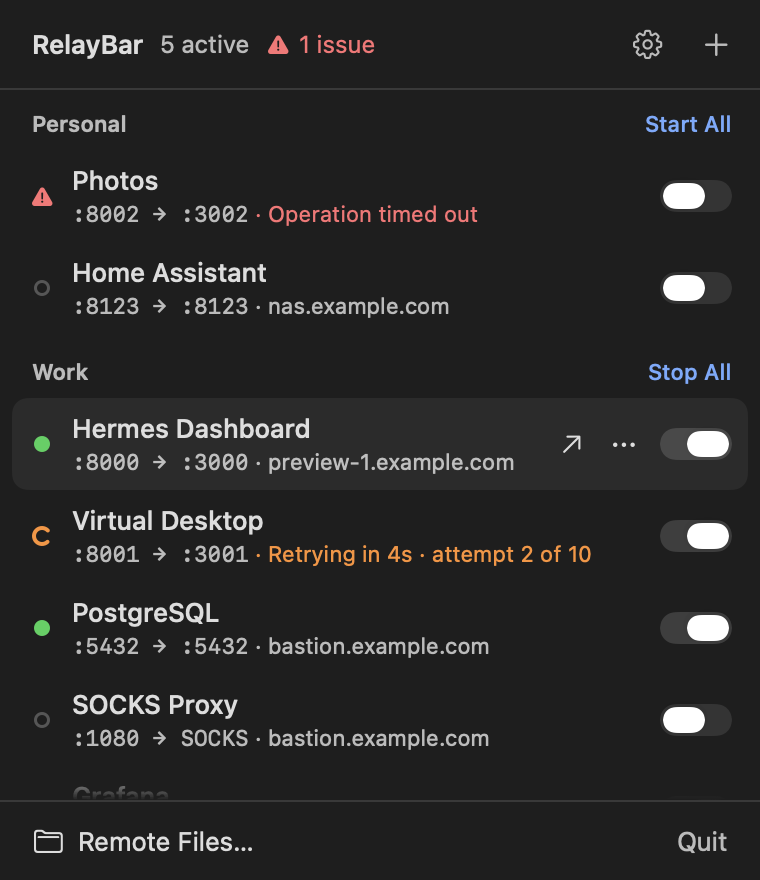 RelayBar 5 active 1 issue
Personal Start All
Photos
:8002 → :3002 · Operation timed out
Home Assistant
:8123 → :8123 · nas.example.com
Work Stop All
Hermes Dashboard
:8000 → :3000 · preview-1.example.com
Virtual Desktop
:8001 → :3001 · Retrying in 4s · attempt 2 of 10
PostgreSQL
:5432 → :5432 · bastion.example.com
SOCKS Proxy
:1080 → SOCKS · bastion.example.com
Grafana
Remote Files... Quit